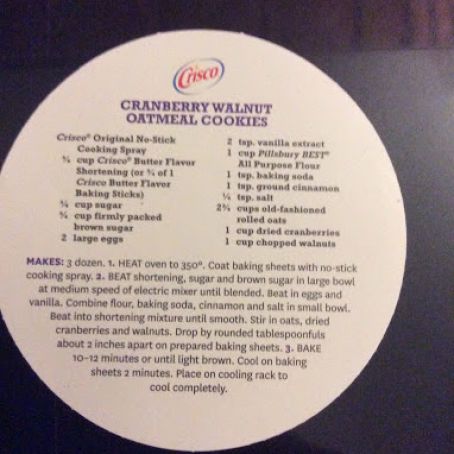 Crisco
CRANBERRY WALNUT
OATMEAL COOKIES
Crisco® Original No-Stick
Cooking Spray
¾ cup Crisco® Butter Flavor
Shortening (or ¾ of 1
Crisco Butter Flavor
Baking Sticks)
¾ cup sugar
¾ cup firmly packed
brown sugar
2 large eggs
2 tsp. vanilla extract
1 cup Pillsbury BEST®
All Purpose Flour
1 tsp. baking soda
1 tsp. ground cinnamon
tsp. salt
2¾ cups old-fashioned
rolled oats
1 cup dried cranberries
1 cup chopped walnuts
MAKES: 3 dozen. 1. HEAT oven to 350°. Coat baking sheets with no-stick
cooking spray. 2. BEAT shortening, sugar and brown sugar in large bowl
at medium speed of electric mixer until blended. Beat in eggs and
vanilla. Combine flour, baking soda, cinnamon and salt in small bowl.
Beat into shortening mixture until smooth. Stir in oats, dried
cranberries and walnuts. Drop by rounded tablespoonfuls
about 2 inches apart on prepared baking sheets. 3. BAKE
10-12 minutes or until light brown. Cool on baking
sheets 2 minutes. Place on cooling rack to
cool completely.